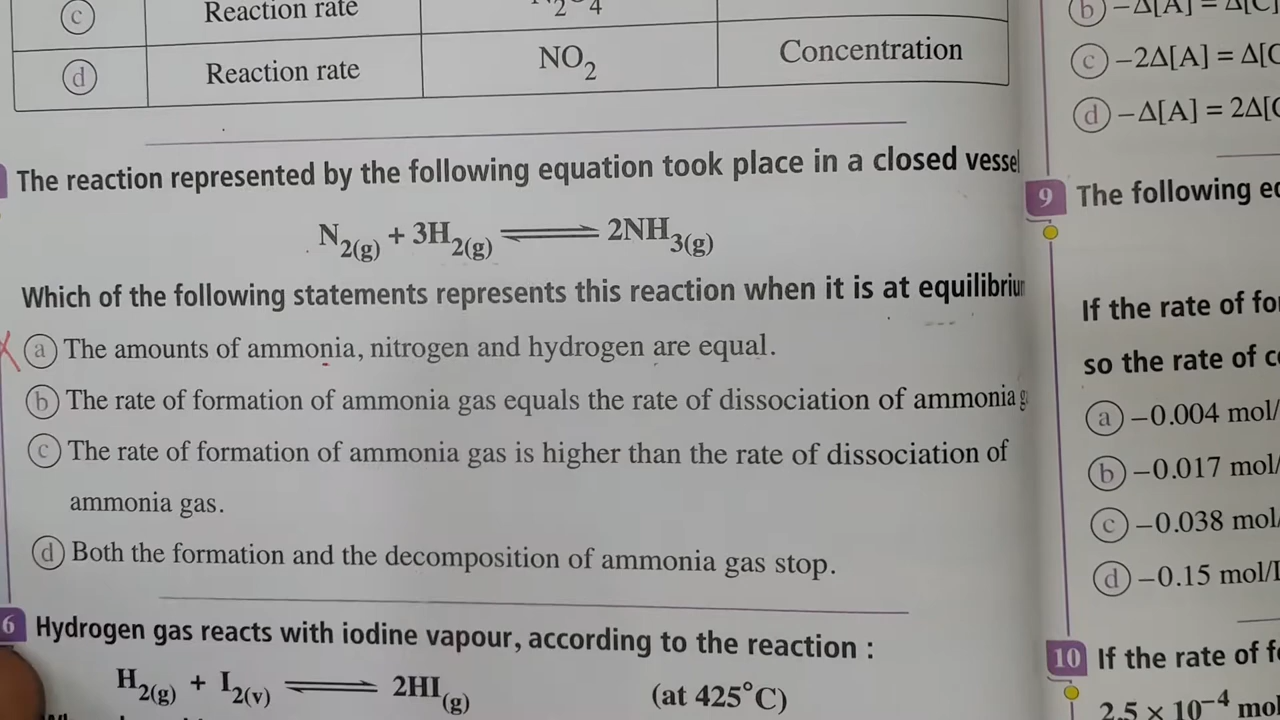 c Reaction rate
d Reaction rate NO2 Concentration
The reaction represented by the following equation took place in a closed vessel
N2(g) + 3H2(g) ⇌ 2NH3(g)
Which of the following statements represents this reaction when it is at equilibrium
a The amounts of ammonia, nitrogen and hydrogen are equal.
b The rate of formation of ammonia gas equals the rate of dissociation of ammonia g
c The rate of formation of ammonia gas is higher than the rate of dissociation of
ammonia gas.
d Both the formation and the decomposition of ammonia gas stop.
6 Hydrogen gas reacts with iodine vapour, according to the reaction :
H2(g) + I2(v) ⇌ 2HI(g) (at 425°C)
b −Δ[A] = Δ[C]
c −2Δ[A] = Δ[C
d −Δ[A] = 2Δ[C
9 The following
If the rate of
so the rate of
a −0.004 mol/
b −0.017 mol/
c −0.038 mol/
d −0.15 mol/
10 If the rate of
2.5 × 10−4 mol